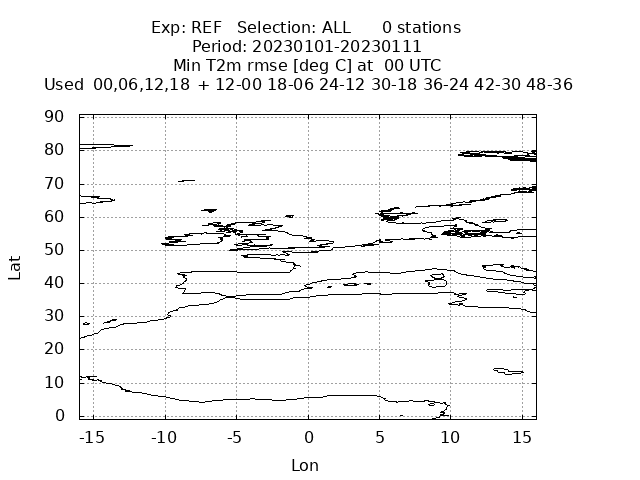 Exp: REF   Selection: ALL      0 stations
Period: 20230101-20230111
Min T2m rmse [deg C] at  00 UTC
Used  00,06,12,18  + 12-00 18-06 24-12 30-18 36-24 42-30 48-36
90
80
70
60
50
40
30
20
10
0
Lat
-15 -10 -5 0 5 10 15
Lon